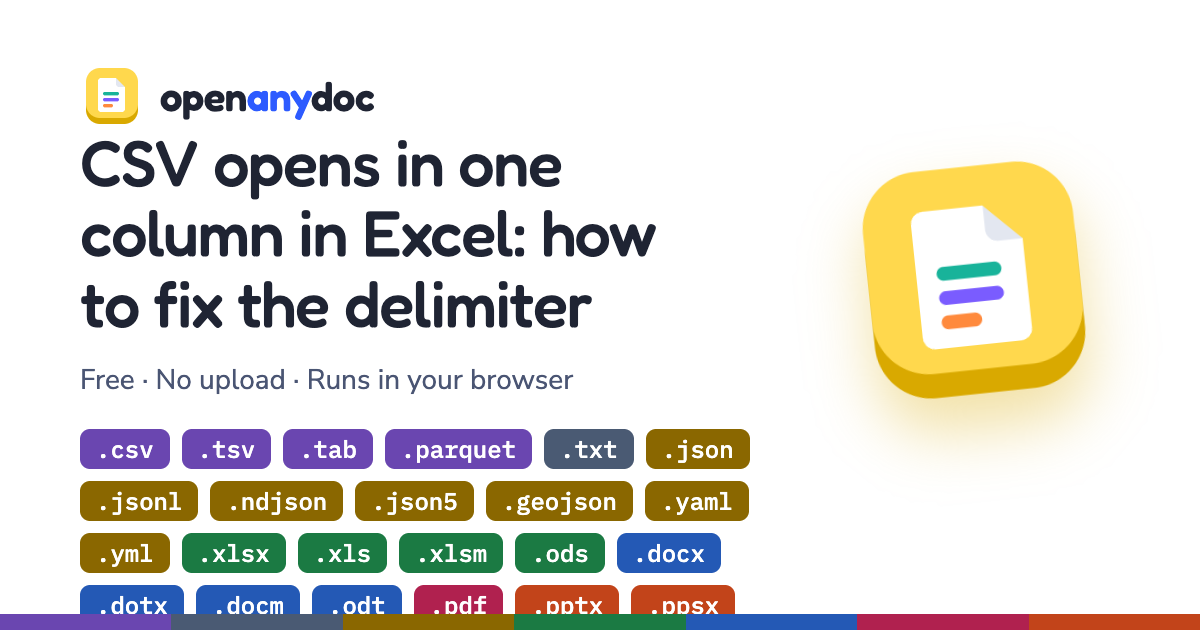 openanydoc
CSV opens in one
column in Excel: how
to fix the delimiter
Free · No upload · Runs in your browser
.csv .tsv .tab .parquet .txt .json
.jsonl .ndjson .json5 .geojson .yaml
.yml .xlsx .xls .xlsm .ods .docx
.dotx .docm .odt .pdf .pptx .ppsx